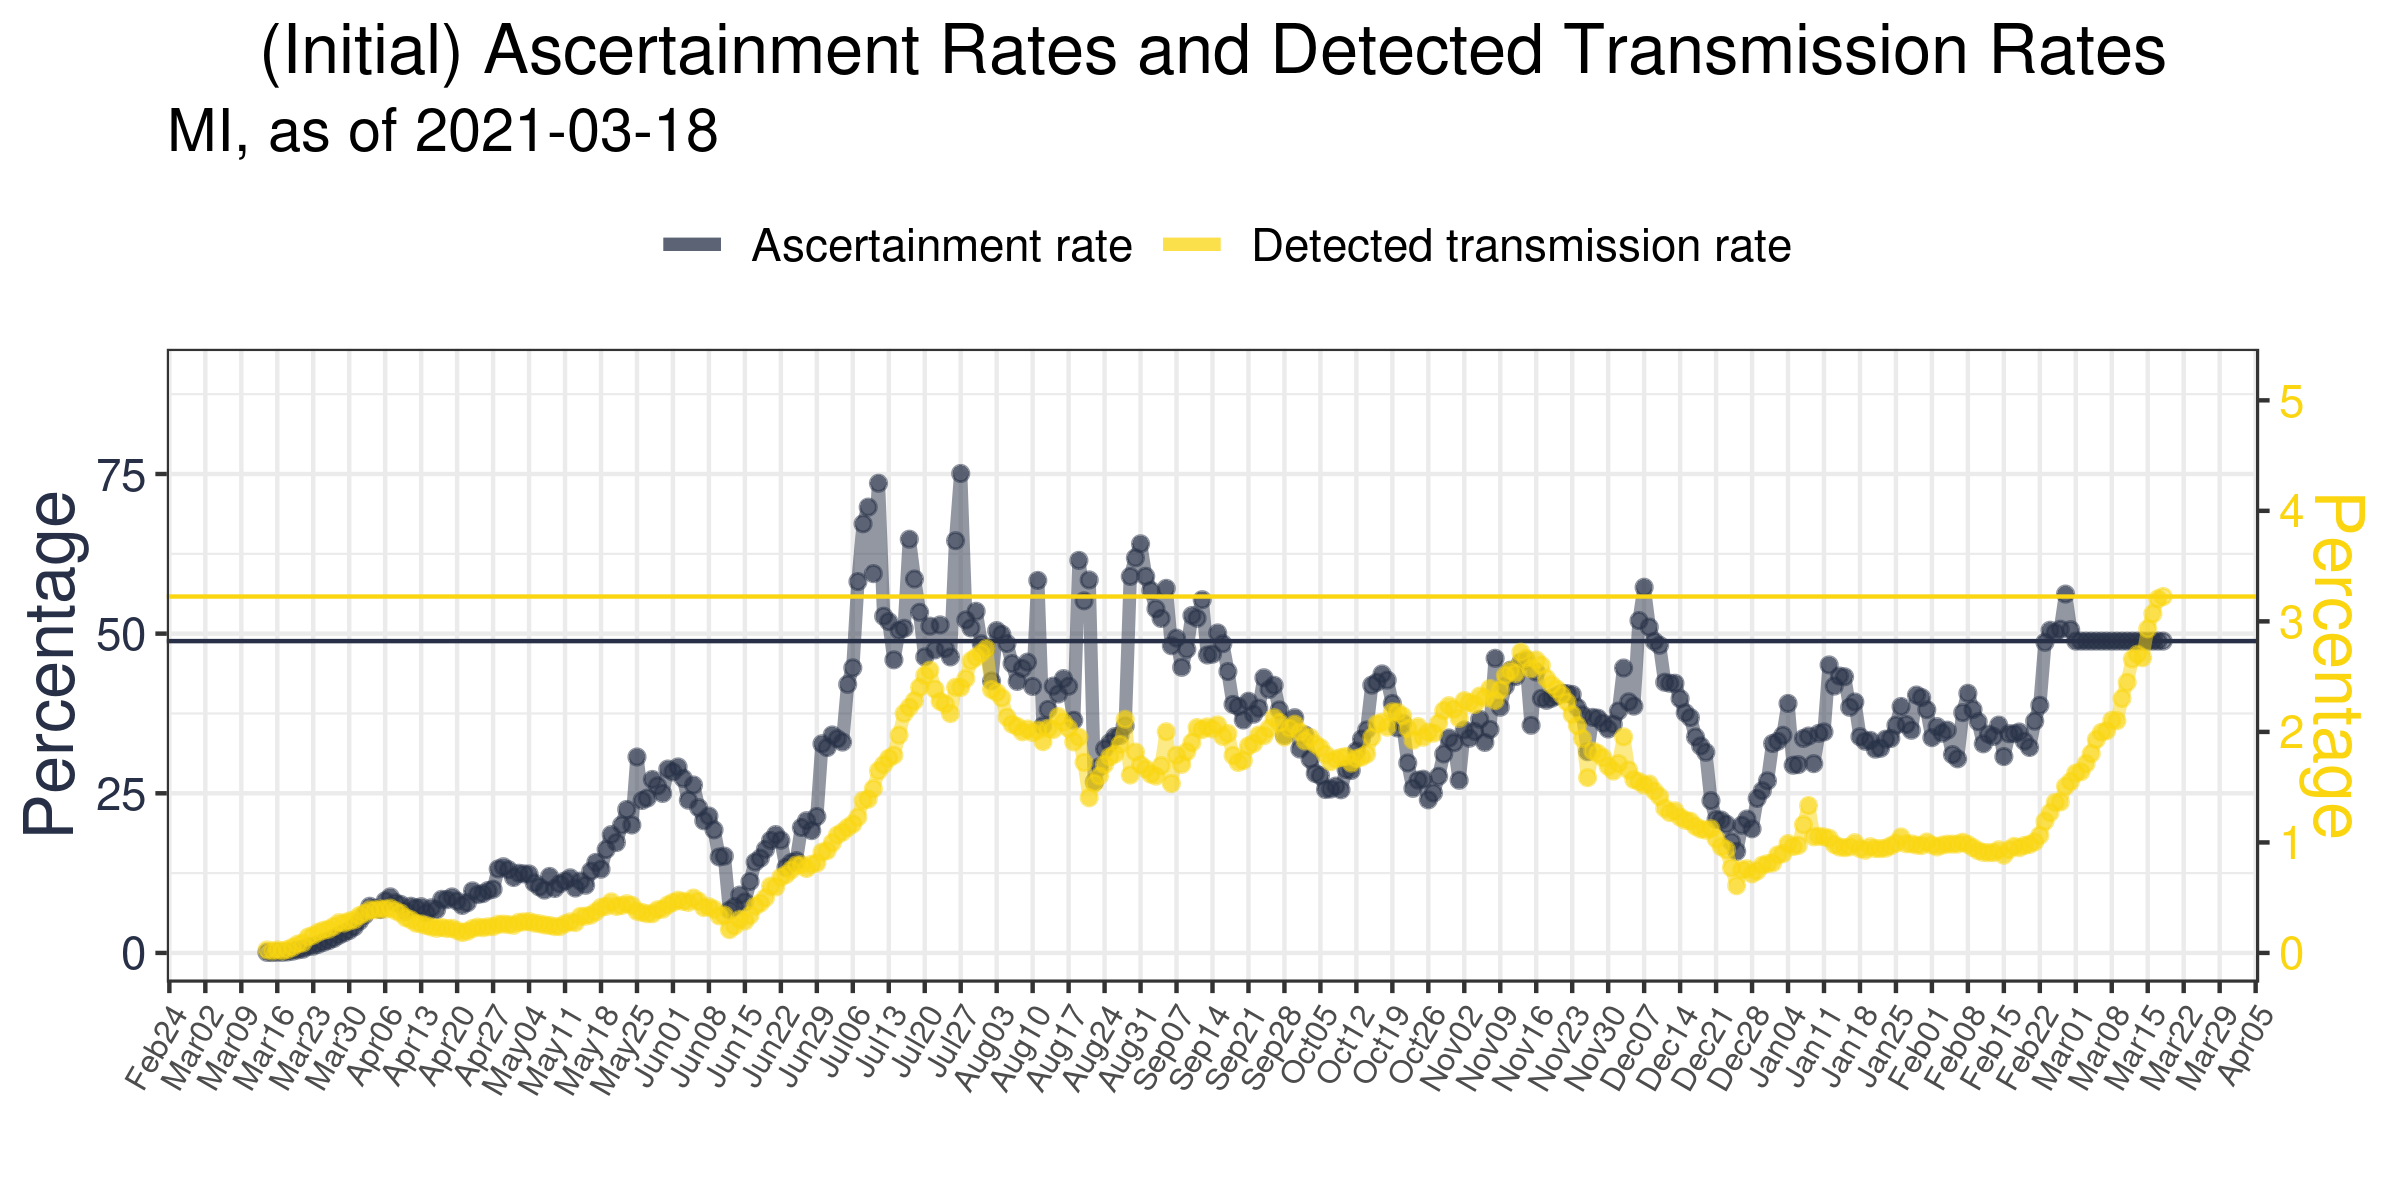 (Initial) Ascertainment Rates and Detected Transmission Rates
MI, as of 2021-03-18
Ascertainment rate Detected transmission rate
Percentage
75
50
25
0
5
4
3
2
1
0
Percentage
Feb24 Mar02 Mar09 Mar16 Mar23 Mar30 Apr06 Apr13 Apr20 Apr27 May04 May11 May18 May25 Jun01 Jun08 Jun15 Jun22 Jun29 Jul06 Jul13 Jul20 Jul27 Aug03 Aug10 Aug17 Aug24 Aug31 Sep07 Sep14 Sep21 Sep28 Oct05 Oct12 Oct19 Oct26 Nov02 Nov09 Nov16 Nov23 Nov30 Dec07 Dec14 Dec21 Dec28 Jan04 Jan11 Jan18 Jan25 Feb01 Feb08 Feb15 Feb22 Mar01 Mar08 Mar15 Mar22 Mar29 Apr05